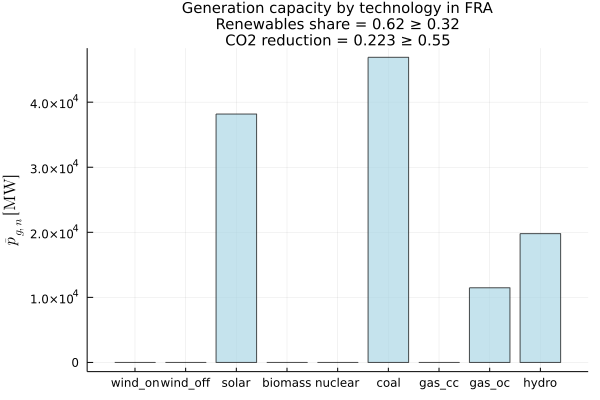 Generation capacity by technology in FRA
Renewables share = 0.62 ≥ 0.32
CO2 reduction = 0.223 ≥ 0.55
p̄g,n [MW]
4.0×10⁴
3.0×10⁴
2.0×10⁴
1.0×10⁴
0
wind_on wind_off solar biomass nuclear coal gas_cc gas_oc hydro